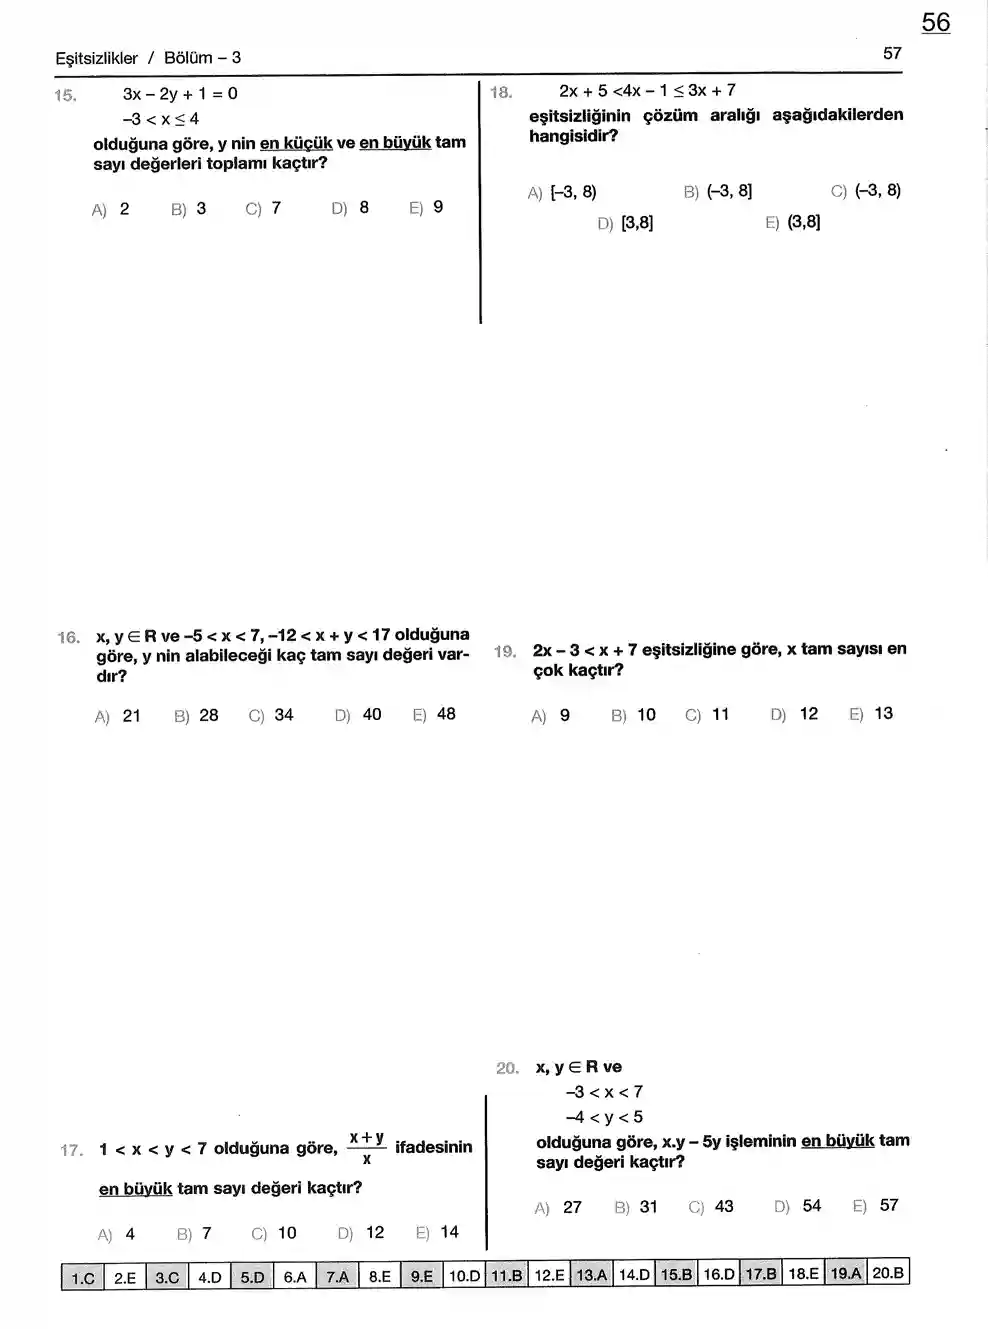 56
Eşitsizlikler / Bölüm – 3
57
15. 3x – 2y + 1 = 0
–3 < x ≤ 4
olduğuna göre, y nin en küçük ve en büyük tam
sayı değerleri toplamı kaçtır?
A) 2 B) 3 C) 7 D) 8 E) 9
16. x, y ∈ R ve –5 < x < 7, –12 < x + y < 17 olduğuna
göre, y nin alabileceği kaç tam sayı değeri var-
dır?
A) 21 B) 28 C) 34 D) 40 E) 48
17. 1 < x < y < 7 olduğuna göre, (x + y)/x ifadesinin
en büyük tam sayı değeri kaçtır?
A) 4 B) 7 C) 10 D) 12 E) 14
18. 2x + 5 <4x – 1 ≤ 3x + 7
eşitsizliğinin çözüm aralığı aşağıdakilerden
hangisidir?
A) [–3, 8) B) (–3, 8] C) (–3, 8)
D) [3,8] E) (3,8]
19. 2x – 3 < x + 7 eşitsizliğine göre, x tam sayısı en
çok kaçtır?
A) 9 B) 10 C) 11 D) 12 E) 13
20. x, y ∈ R ve
–3 < x < 7
–4 < y < 5
olduğuna göre, x.y – 5y işleminin en büyük tam
sayı değeri kaçtır?
A) 27 B) 31 C) 43 D) 54 E) 57
1.C 2.E 3.C 4.D 5.D 6.A 7.A 8.E 9.E 10.D 11.B 12.E 13.A 14.D 15.B 16.D 17.B 18.E 19.A 20.B